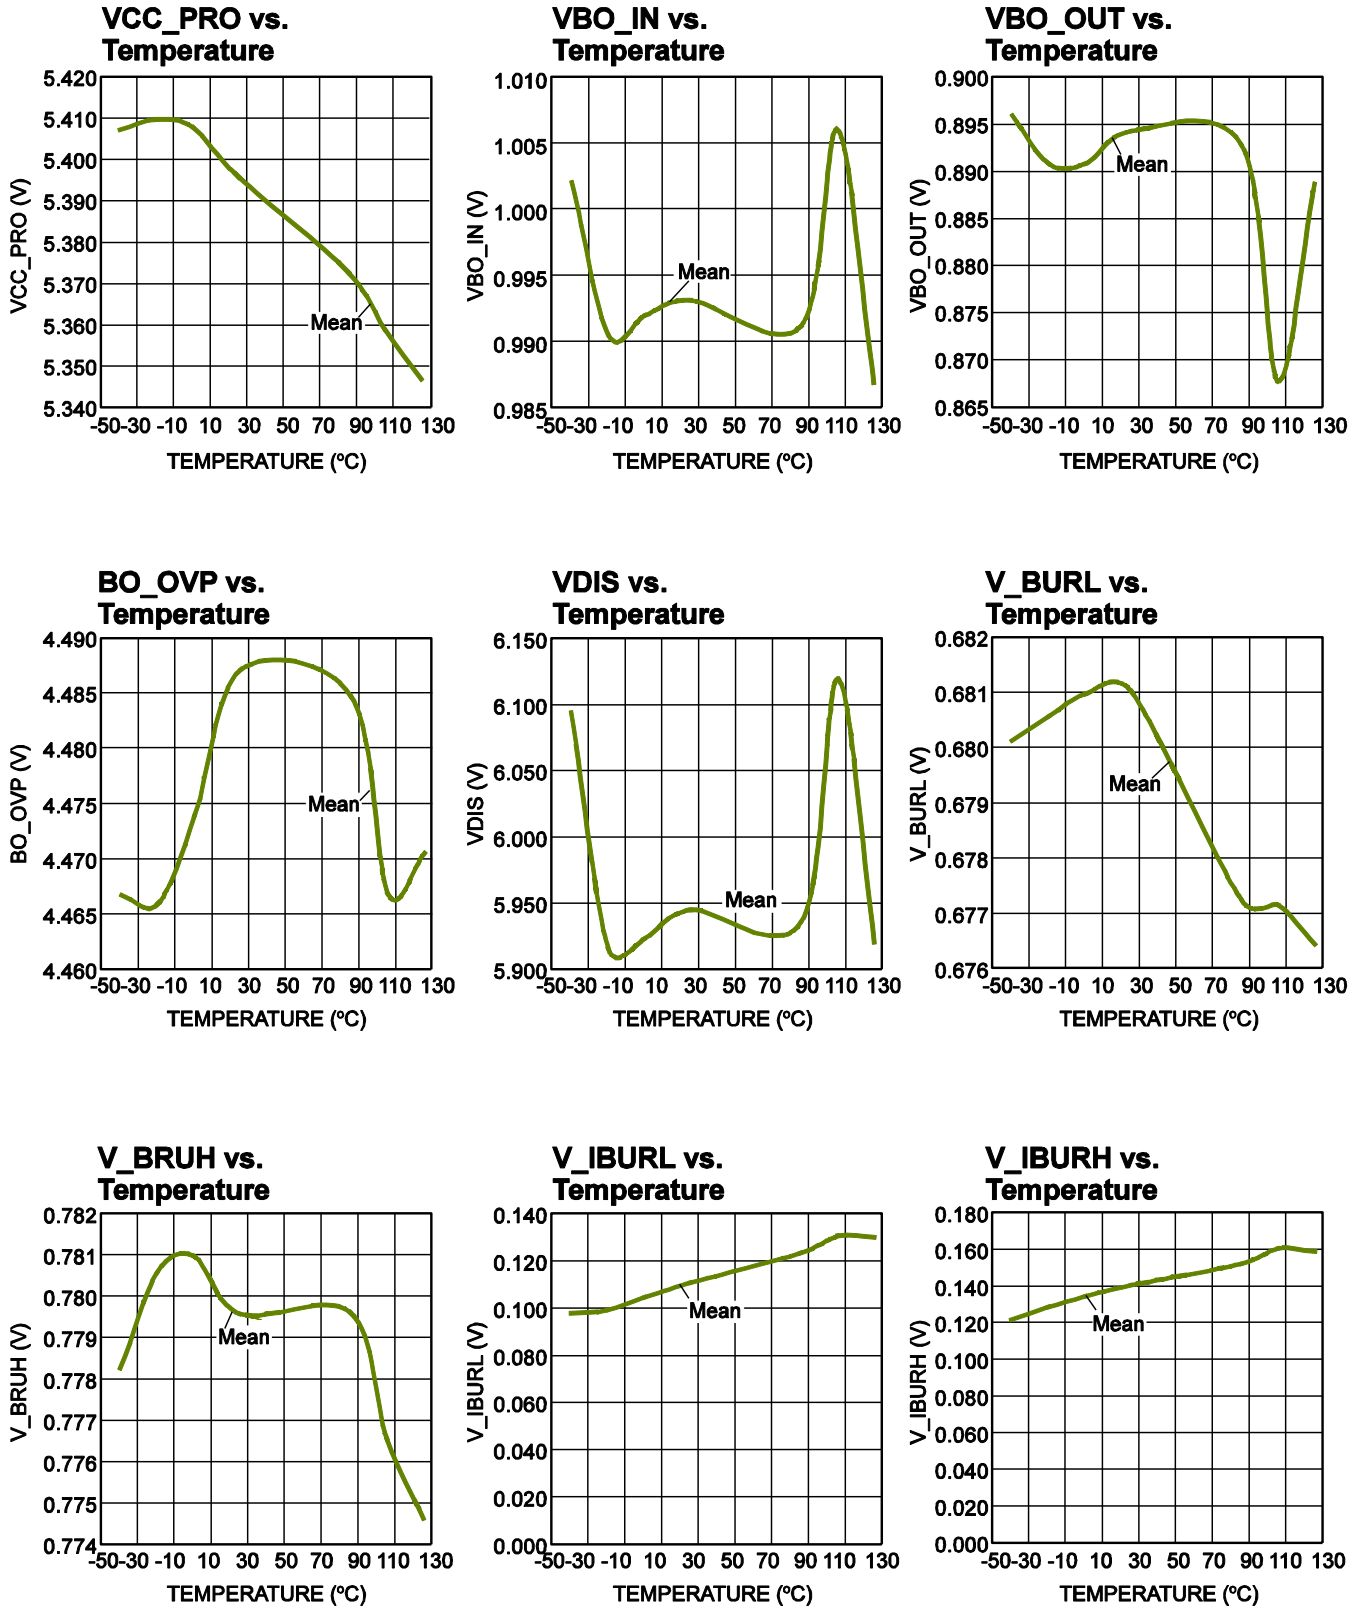 VCC_PRO vs.
Temperature
5.420
5.410
5.400
5.390
5.380
5.370
5.360
5.350
5.340
VCC_PRO (V)
Mean
-50 -30 -10 10 30 50 70 90 110 130
TEMPERATURE (ºC)
VBO_IN vs.
Temperature
1.010
1.005
1.000
0.995
0.990
0.985
VBO_IN (V)
Mean
-50 -30 -10 10 30 50 70 90 110 130
TEMPERATURE (ºC)
VBO_OUT vs.
Temperature
0.900
0.895
0.890
0.885
0.880
0.875
0.870
0.865
VBO_OUT (V)
Mean
-50 -30 -10 10 30 50 70 90 110 130
TEMPERATURE (ºC)
BO_OVP vs.
Temperature
4.490
4.485
4.480
4.475
4.470
4.465
4.460
BO_OVP (V)
Mean
-50 -30 -10 10 30 50 70 90 110 130
TEMPERATURE (ºC)
VDIS vs.
Temperature
6.150
6.100
6.050
6.000
5.950
5.900
VDIS (V)
Mean
-50 -30 -10 10 30 50 70 90 110 130
TEMPERATURE (ºC)
V_BURL vs.
Temperature
0.682
0.681
0.680
0.679
0.678
0.677
0.676
V_BURL (V)
Mean
-50 -30 -10 10 30 50 70 90 110 130
TEMPERATURE (ºC)
V_BRUH vs.
Temperature
0.782
0.781
0.780
0.779
0.778
0.777
0.776
0.775
0.774
V_BRUH (V)
Mean
-50 -30 -10 10 30 50 70 90 110 130
TEMPERATURE (ºC)
V_IBURL vs.
Temperature
0.140
0.120
0.100
0.080
0.060
0.040
0.020
0.000
V_IBURL (V)
Mean
-50 -30 -10 10 30 50 70 90 110 130
TEMPERATURE (ºC)
V_IBURH vs.
Temperature
0.180
0.160
0.140
0.120
0.100
0.080
0.060
0.040
0.020
0.000
V_IBURH (V)
Mean
-50 -30 -10 10 30 50 70 90 110 130
TEMPERATURE (ºC)